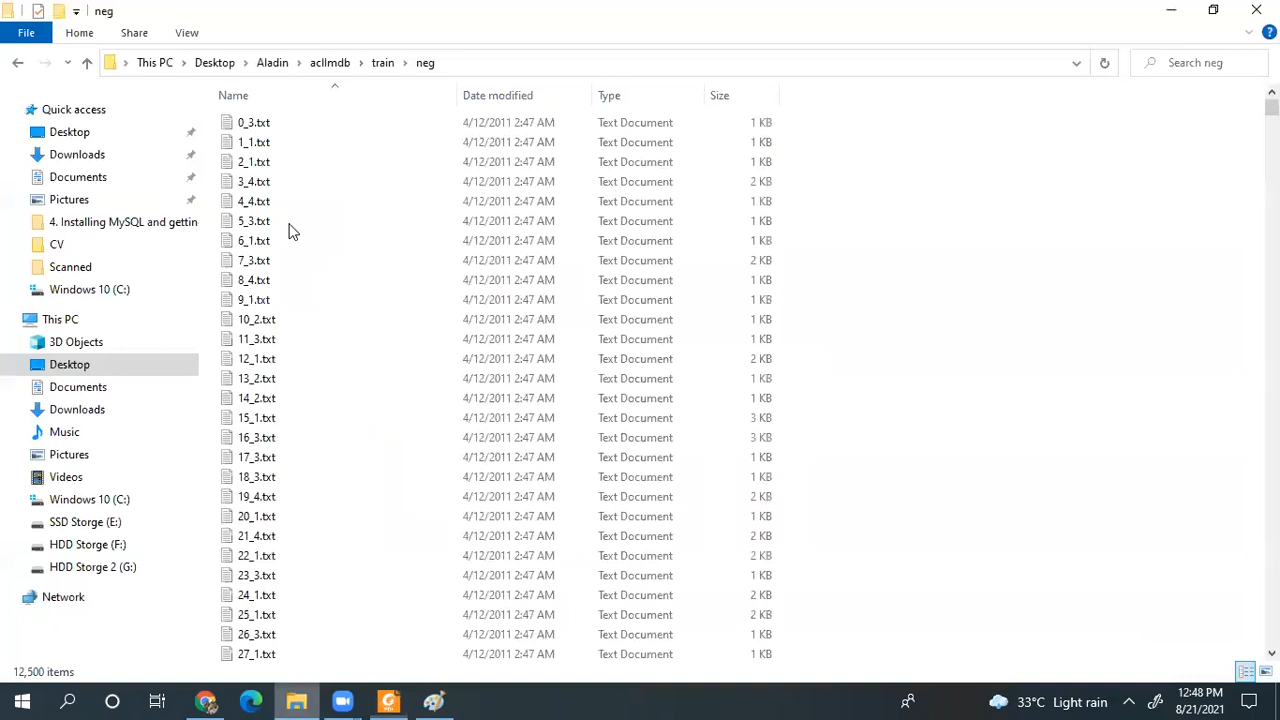 neg
File Home Share View
This PC Desktop Aladin aclImdb train neg Search neg
Name Date modified Type Size
Quick access
Desktop
Downloads
Documents
Pictures
4. Installing MySQL and gettin
CV
Scanned
Windows 10 (C:)
This PC
3D Objects
Desktop
Documents
Downloads
Music
Pictures
Videos
Windows 10 (C:)
SSD Storge (E:)
HDD Storge (F:)
HDD Storge 2 (G:)
Network
0_3.txt 4/12/2011 2:47 AM Text Document 1 KB
1_1.txt 4/12/2011 2:47 AM Text Document 1 KB
2_1.txt 4/12/2011 2:47 AM Text Document 1 KB
3_4.txt 4/12/2011 2:47 AM Text Document 2 KB
4_4.txt 4/12/2011 2:47 AM Text Document 1 KB
5_3.txt 4/12/2011 2:47 AM Text Document 1 KB
6_1.txt 4/12/2011 2:47 AM Text Document 1 KB
7_3.txt 4/12/2011 2:47 AM Text Document 2 KB
8_4.txt 4/12/2011 2:47 AM Text Document 1 KB
9_1.txt 4/12/2011 2:47 AM Text Document 1 KB
10_2.txt 4/12/2011 2:47 AM Text Document 1 KB
11_3.txt 4/12/2011 2:47 AM Text Document 1 KB
12_1.txt 4/12/2011 2:47 AM Text Document 2 KB
13_2.txt 4/12/2011 2:47 AM Text Document 1 KB
14_2.txt 4/12/2011 2:47 AM Text Document 1 KB
15_1.txt 4/12/2011 2:47 AM Text Document 3 KB
16_3.txt 4/12/2011 2:47 AM Text Document 3 KB
17_3.txt 4/12/2011 2:47 AM Text Document 1 KB
18_3.txt 4/12/2011 2:47 AM Text Document 1 KB
19_4.txt 4/12/2011 2:47 AM Text Document 2 KB
20_1.txt 4/12/2011 2:47 AM Text Document 1 KB
21_4.txt 4/12/2011 2:47 AM Text Document 2 KB
22_1.txt 4/12/2011 2:47 AM Text Document 2 KB
23_3.txt 4/12/2011 2:47 AM Text Document 1 KB
24_1.txt 4/12/2011 2:47 AM Text Document 2 KB
25_1.txt 4/12/2011 2:47 AM Text Document 2 KB
26_3.txt 4/12/2011 2:47 AM Text Document 1 KB
27_1.txt 4/12/2011 2:47 AM Text Document 1 KB
12,500 items
33°C Light rain
12:48 PM
8/21/2021